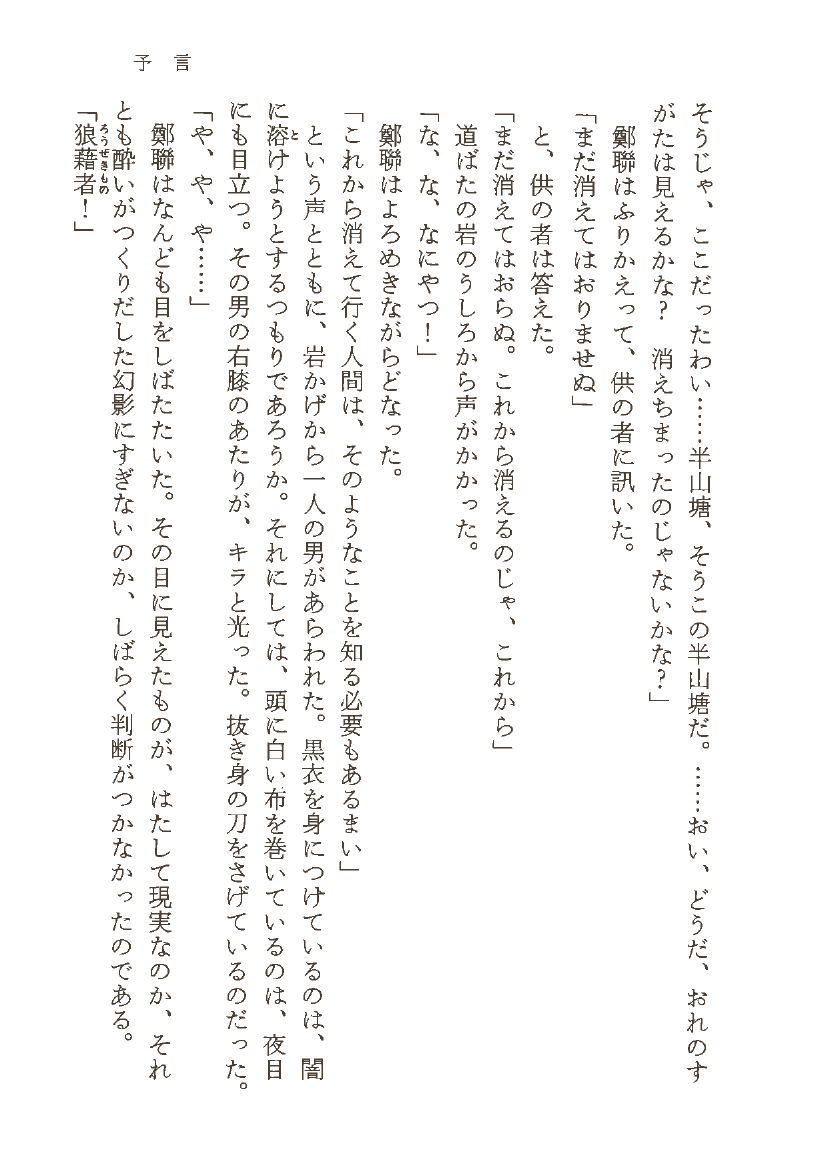 予言
そうじゃ、ここだったわい……半山塘、そうこの半山塘だ。……おい、どうだ、おれのす
がたは見えるかな？　消えちまったのじゃないかな？」
鄭聯はふりかえって、供の者に訊いた。
「まだ消えてはおりませぬ」
と、供の者は答えた。
「まだ消えてはおらぬ。これから消えるのじゃ、これから」
道ばたの岩のうしろから声がかかった。
「な、な、なにやつ！」
鄭聯はよろめきながらどなった。
「これから消えて行く人間は、そのようなことを知る必要もあるまい」
という声とともに、岩かげから一人の男があらわれた。黒衣を身につけているのは、闇
に溶けようとするつもりであろうか。それにしては、頭に白い布を巻いているのは、夜目
にも目立つ。その男の右膝のあたりが、キラと光った。抜き身の刀をさげているのだった。
「や、や、や……」
鄭聯はなんども目をしばたたいた。その目に見えたものが、はたして現実なのか、それ
とも酔いがつくりだした幻影にすぎないのか、しばらく判断がつかなかったのである。
「狼藉者！」